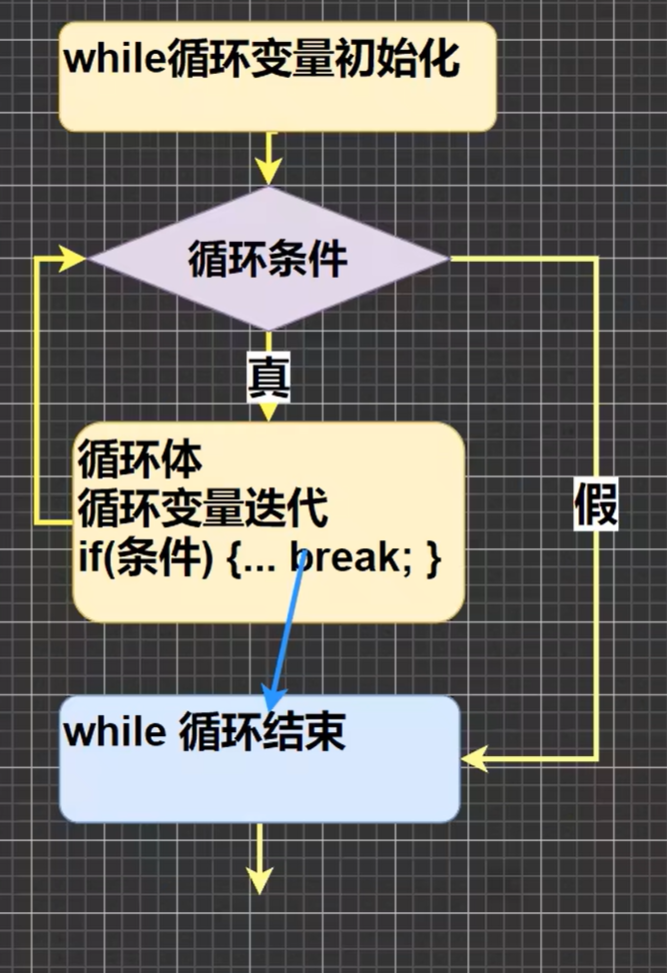 while循环变量初始化
循环条件
真
循环体
循环变量迭代
假
if(条件) {... break; }
while 循环结束